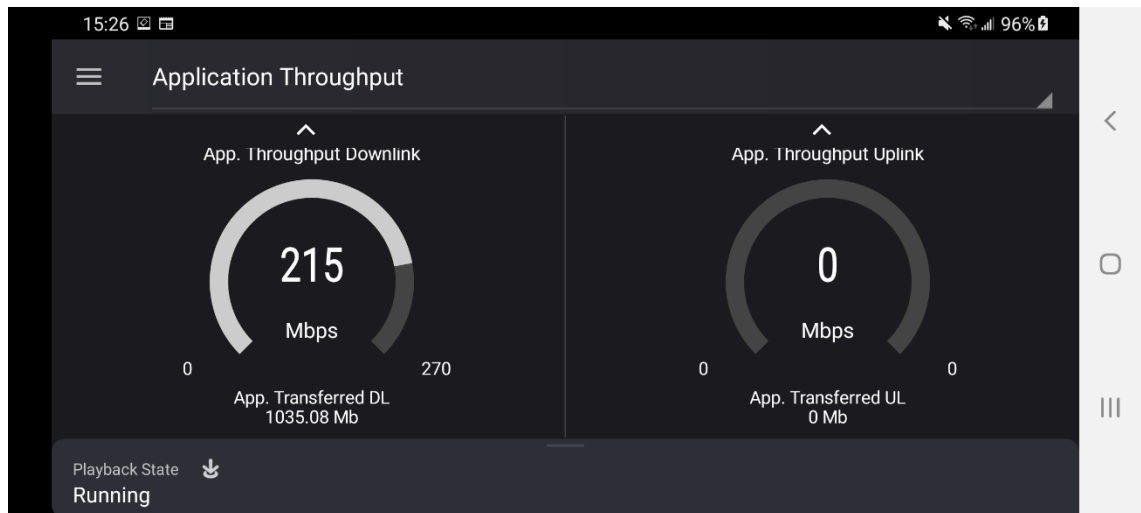 15:26
96%
Application Throughput
App. Throughput Downlink
215
Mbps
0
270
App. Transferred DL
1035.08 Mb
App. Throughput Uplink
0
Mbps
0
0
App. Transferred UL
0 Mb
Playback State
Running